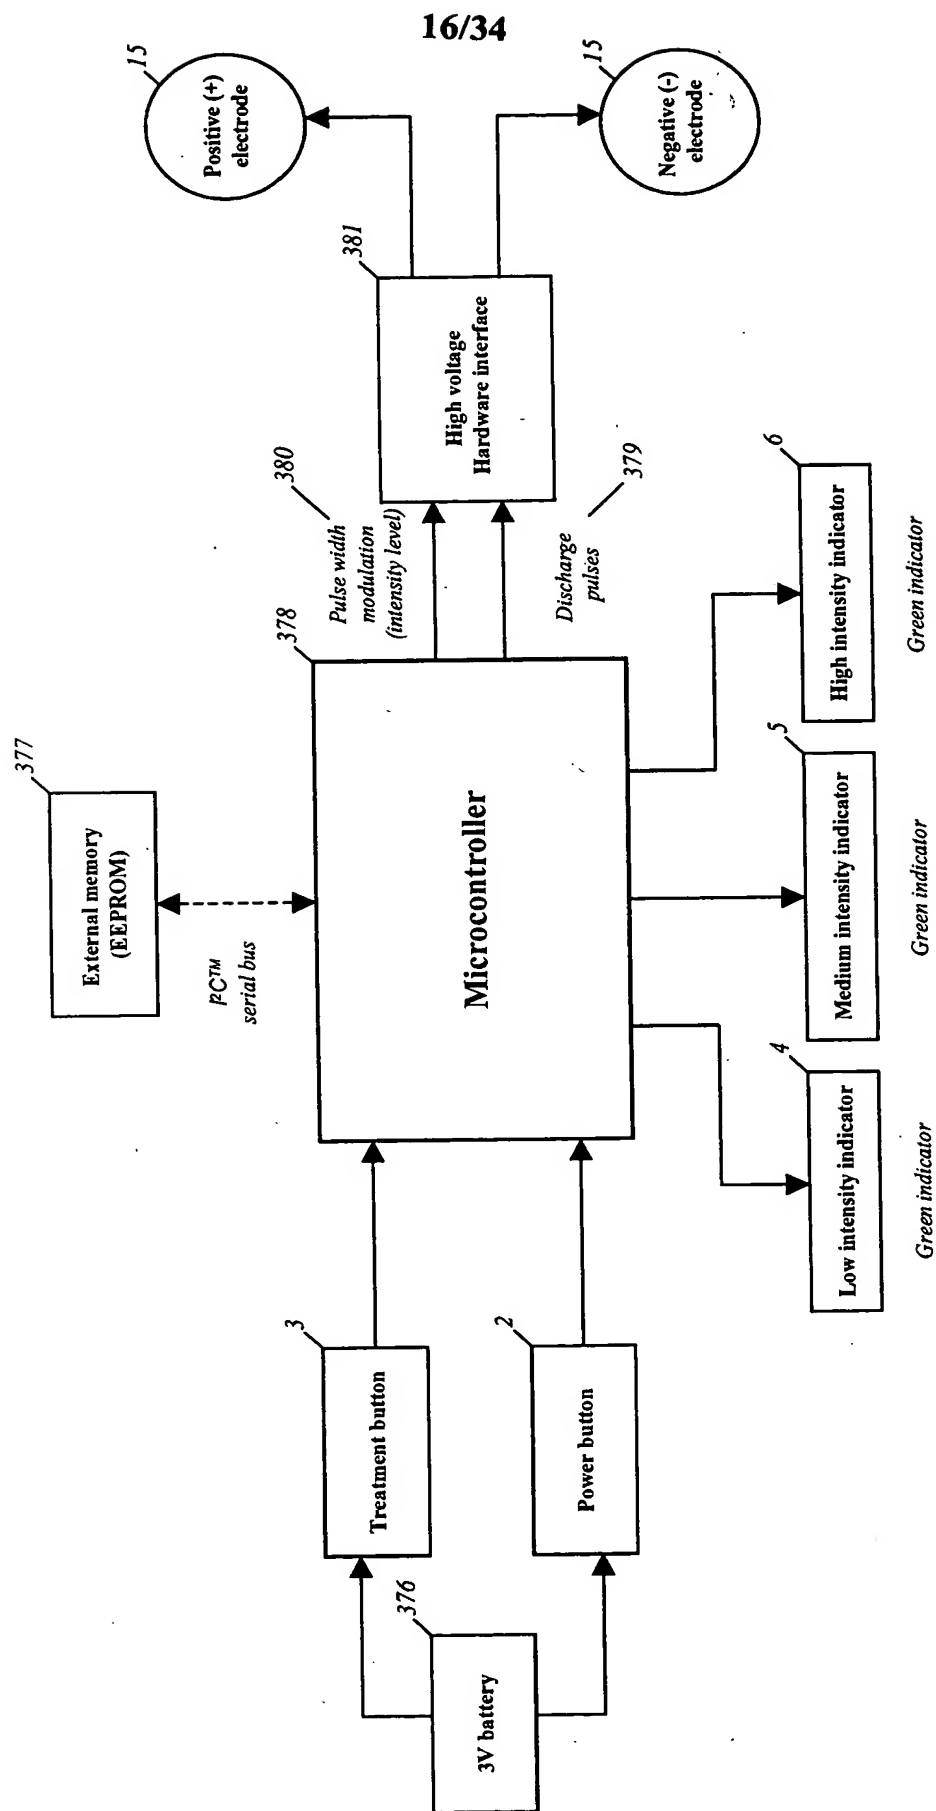 16/34
377
External memory
(EEPROM)
I²C™
serial bus
376
3V battery
3
Treatment button
2
Power button
378
Microcontroller
380
Pulse width
modulation
(intensity level)
Discharge
pulses
379
381
High voltage
Hardware interface
15
Positive (+)
electrode
15
Negative (-)
electrode
4
Low intensity indicator
Green indicator
5
Medium intensity indicator
Green indicator
6
High intensity indicator
Green indicator